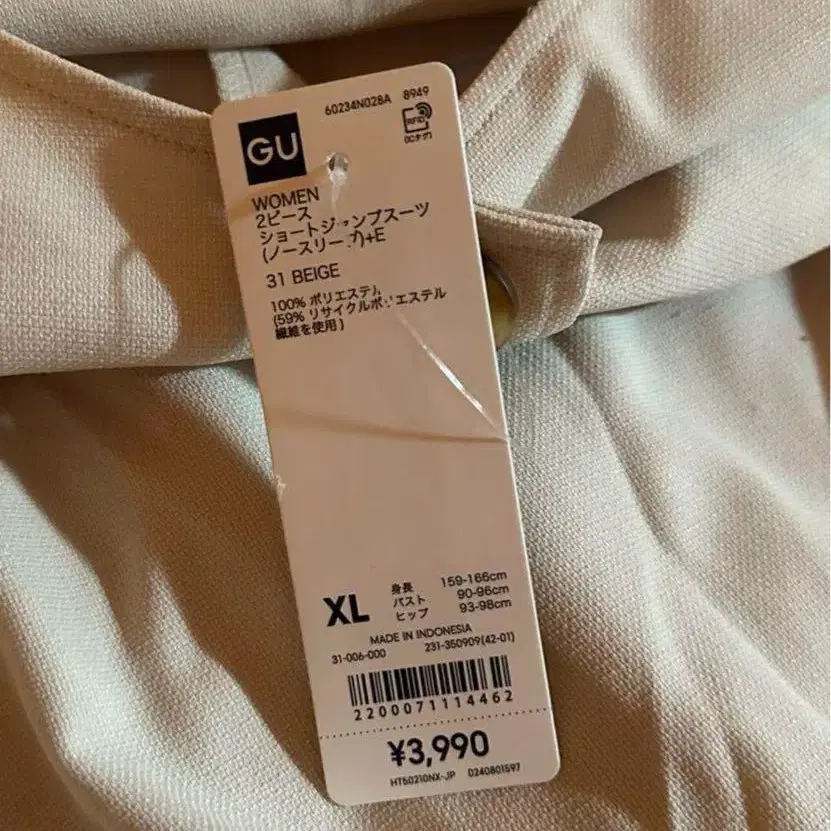 60234N028A 8949
GU
RFID
(ICタグ)
WOMEN
2ピース
ショートジャンプスーツ
(ノースリーブ)+E
31 BEIGE
100% ポリエステル
(59% リサイクルポリエステル
繊維を使用)
XL
身長 159-166cm
バスト 90-96cm
ヒップ 93-98cm
MADE IN INDONESIA
31-006-000 231-350909(42-01)
2200071114462
¥3,990
HT50210NX-JP 0240801597